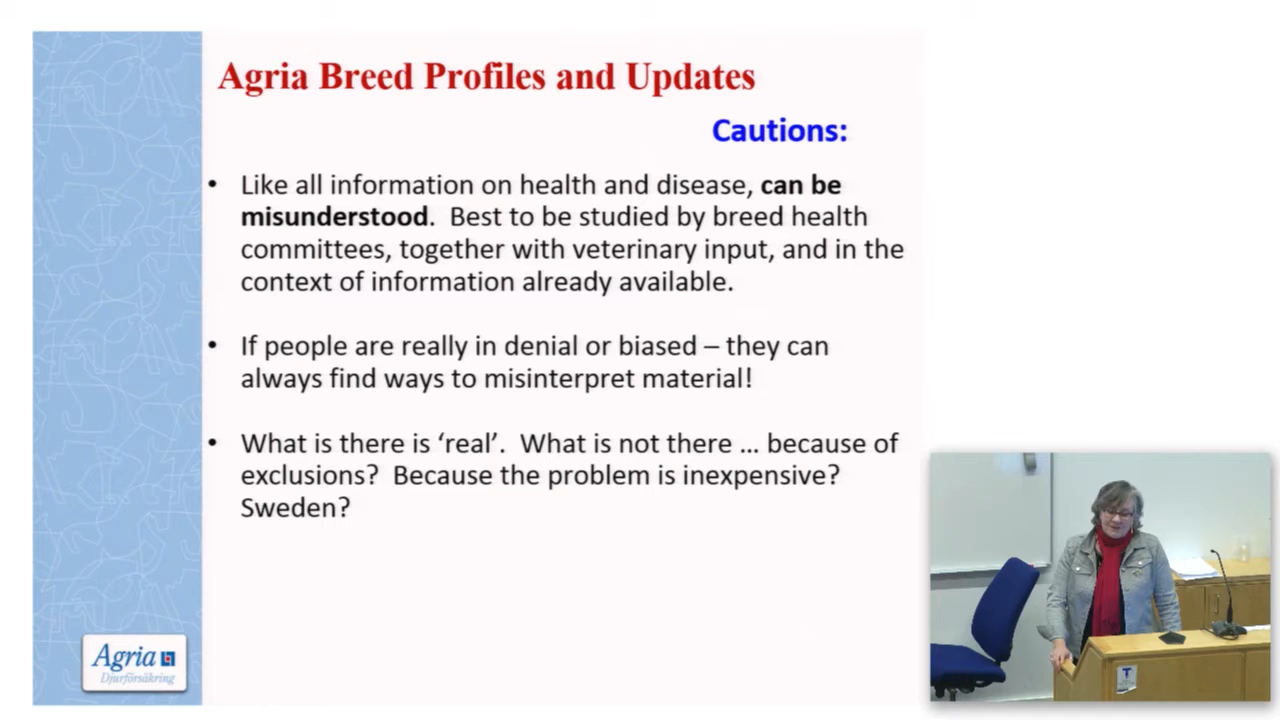 Agria Breed Profiles and Updates
Cautions:
• Like all information on health and disease, can be
misunderstood. Best to be studied by breed health
committees, together with veterinary input, and in the
context of information already available.
• If people are really in denial or biased – they can
always find ways to misinterpret material!
• What is there is ‘real’. What is not there ... because of
exclusions? Because the problem is inexpensive?
Sweden?
Agria
Djurförsäkring